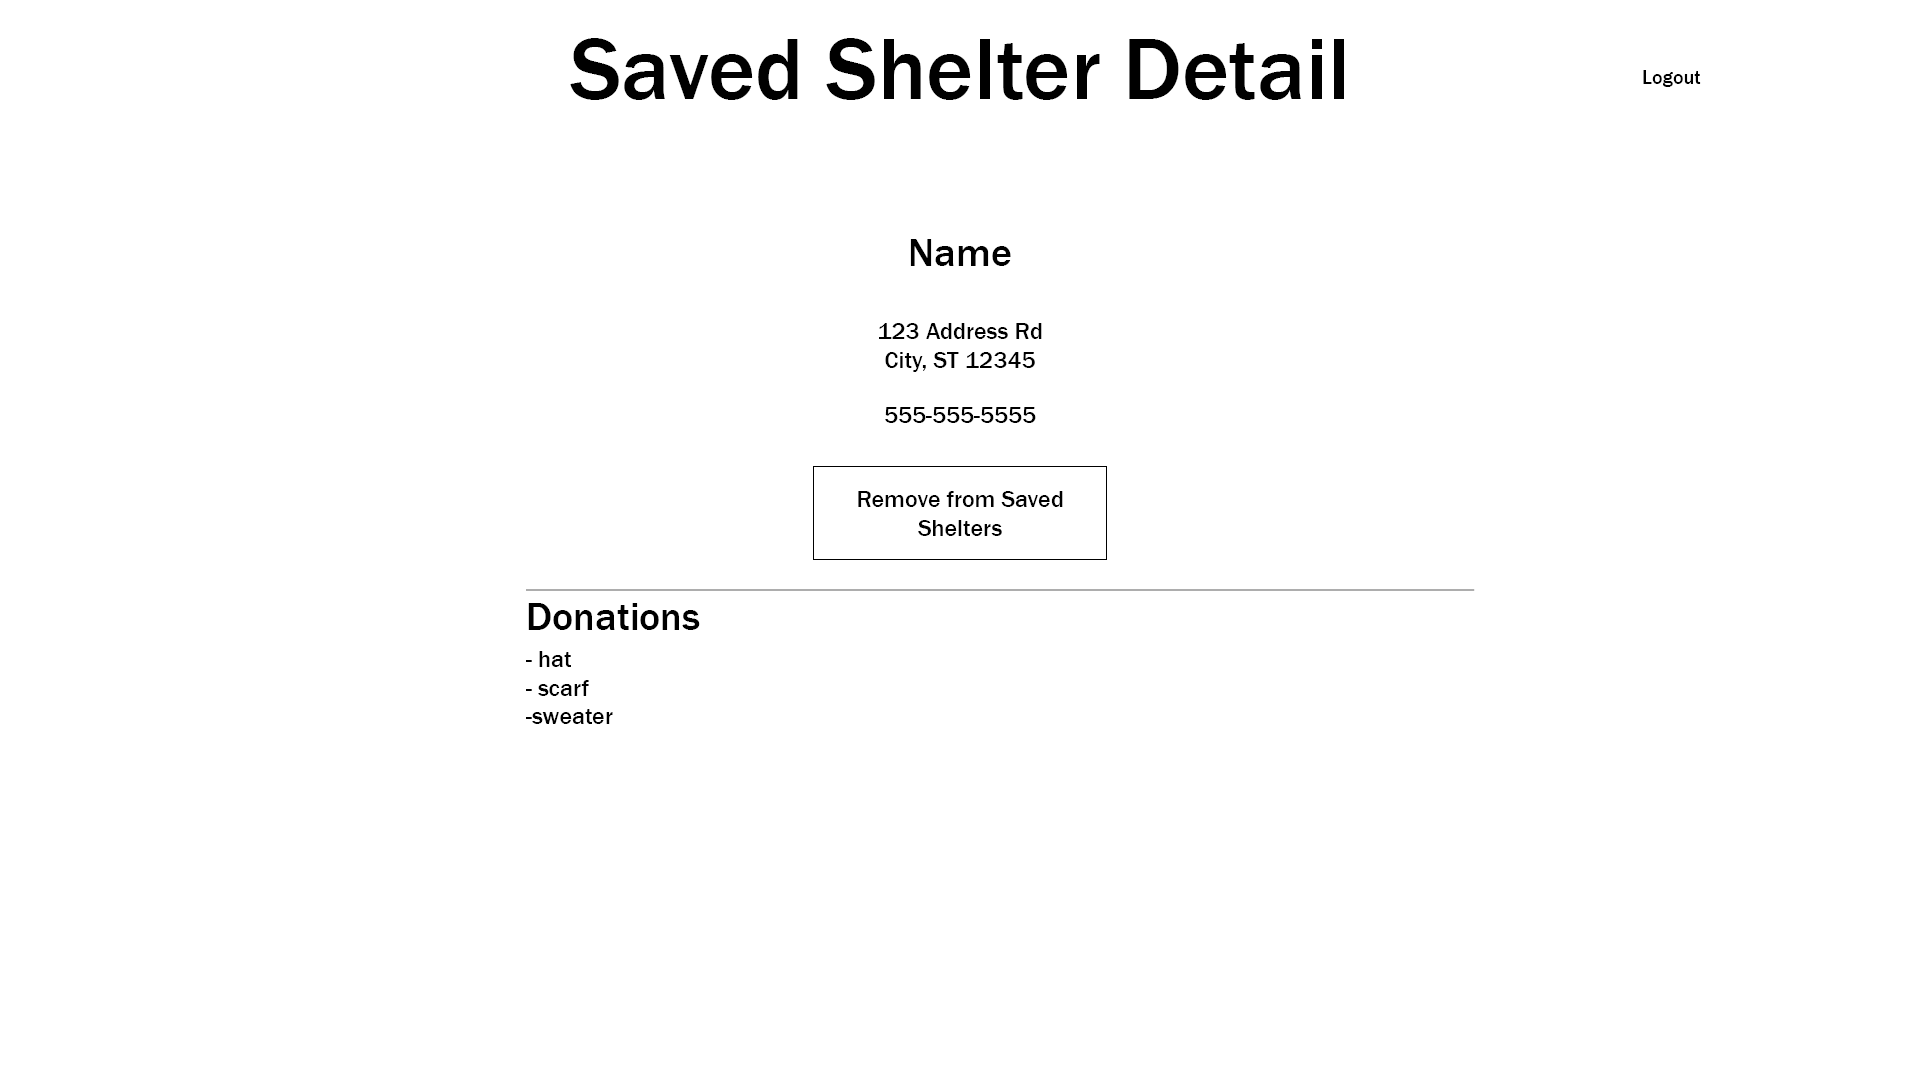 Saved Shelter Detail
Logout
Name
123 Address Rd
City, ST 12345
555-555-5555
Remove from Saved
Shelters
Donations
- hat
- scarf
-sweater